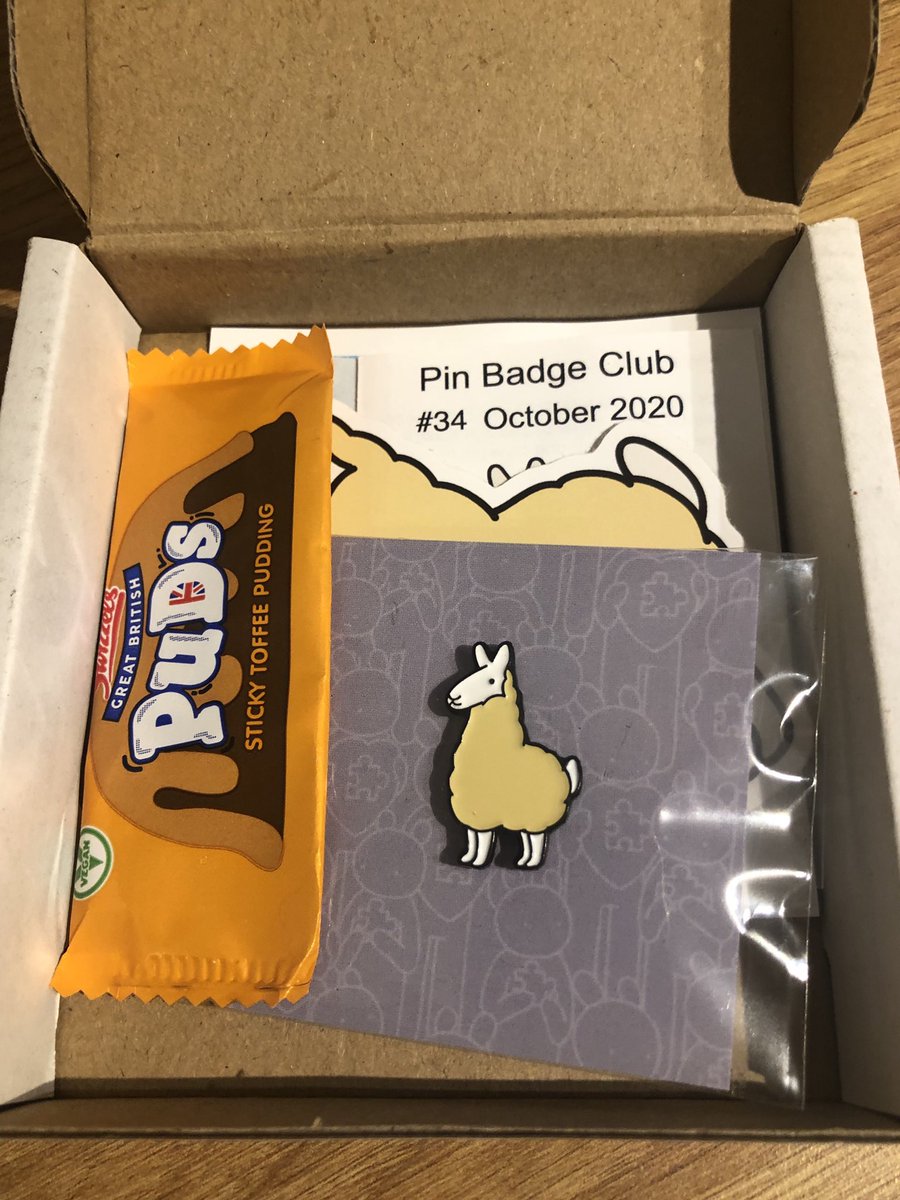 Pin Badge Club
#34 October 2020
Swizzels
GREAT BRITISH
PUDS
STICKY TOFFEE PUDDING
VEGAN